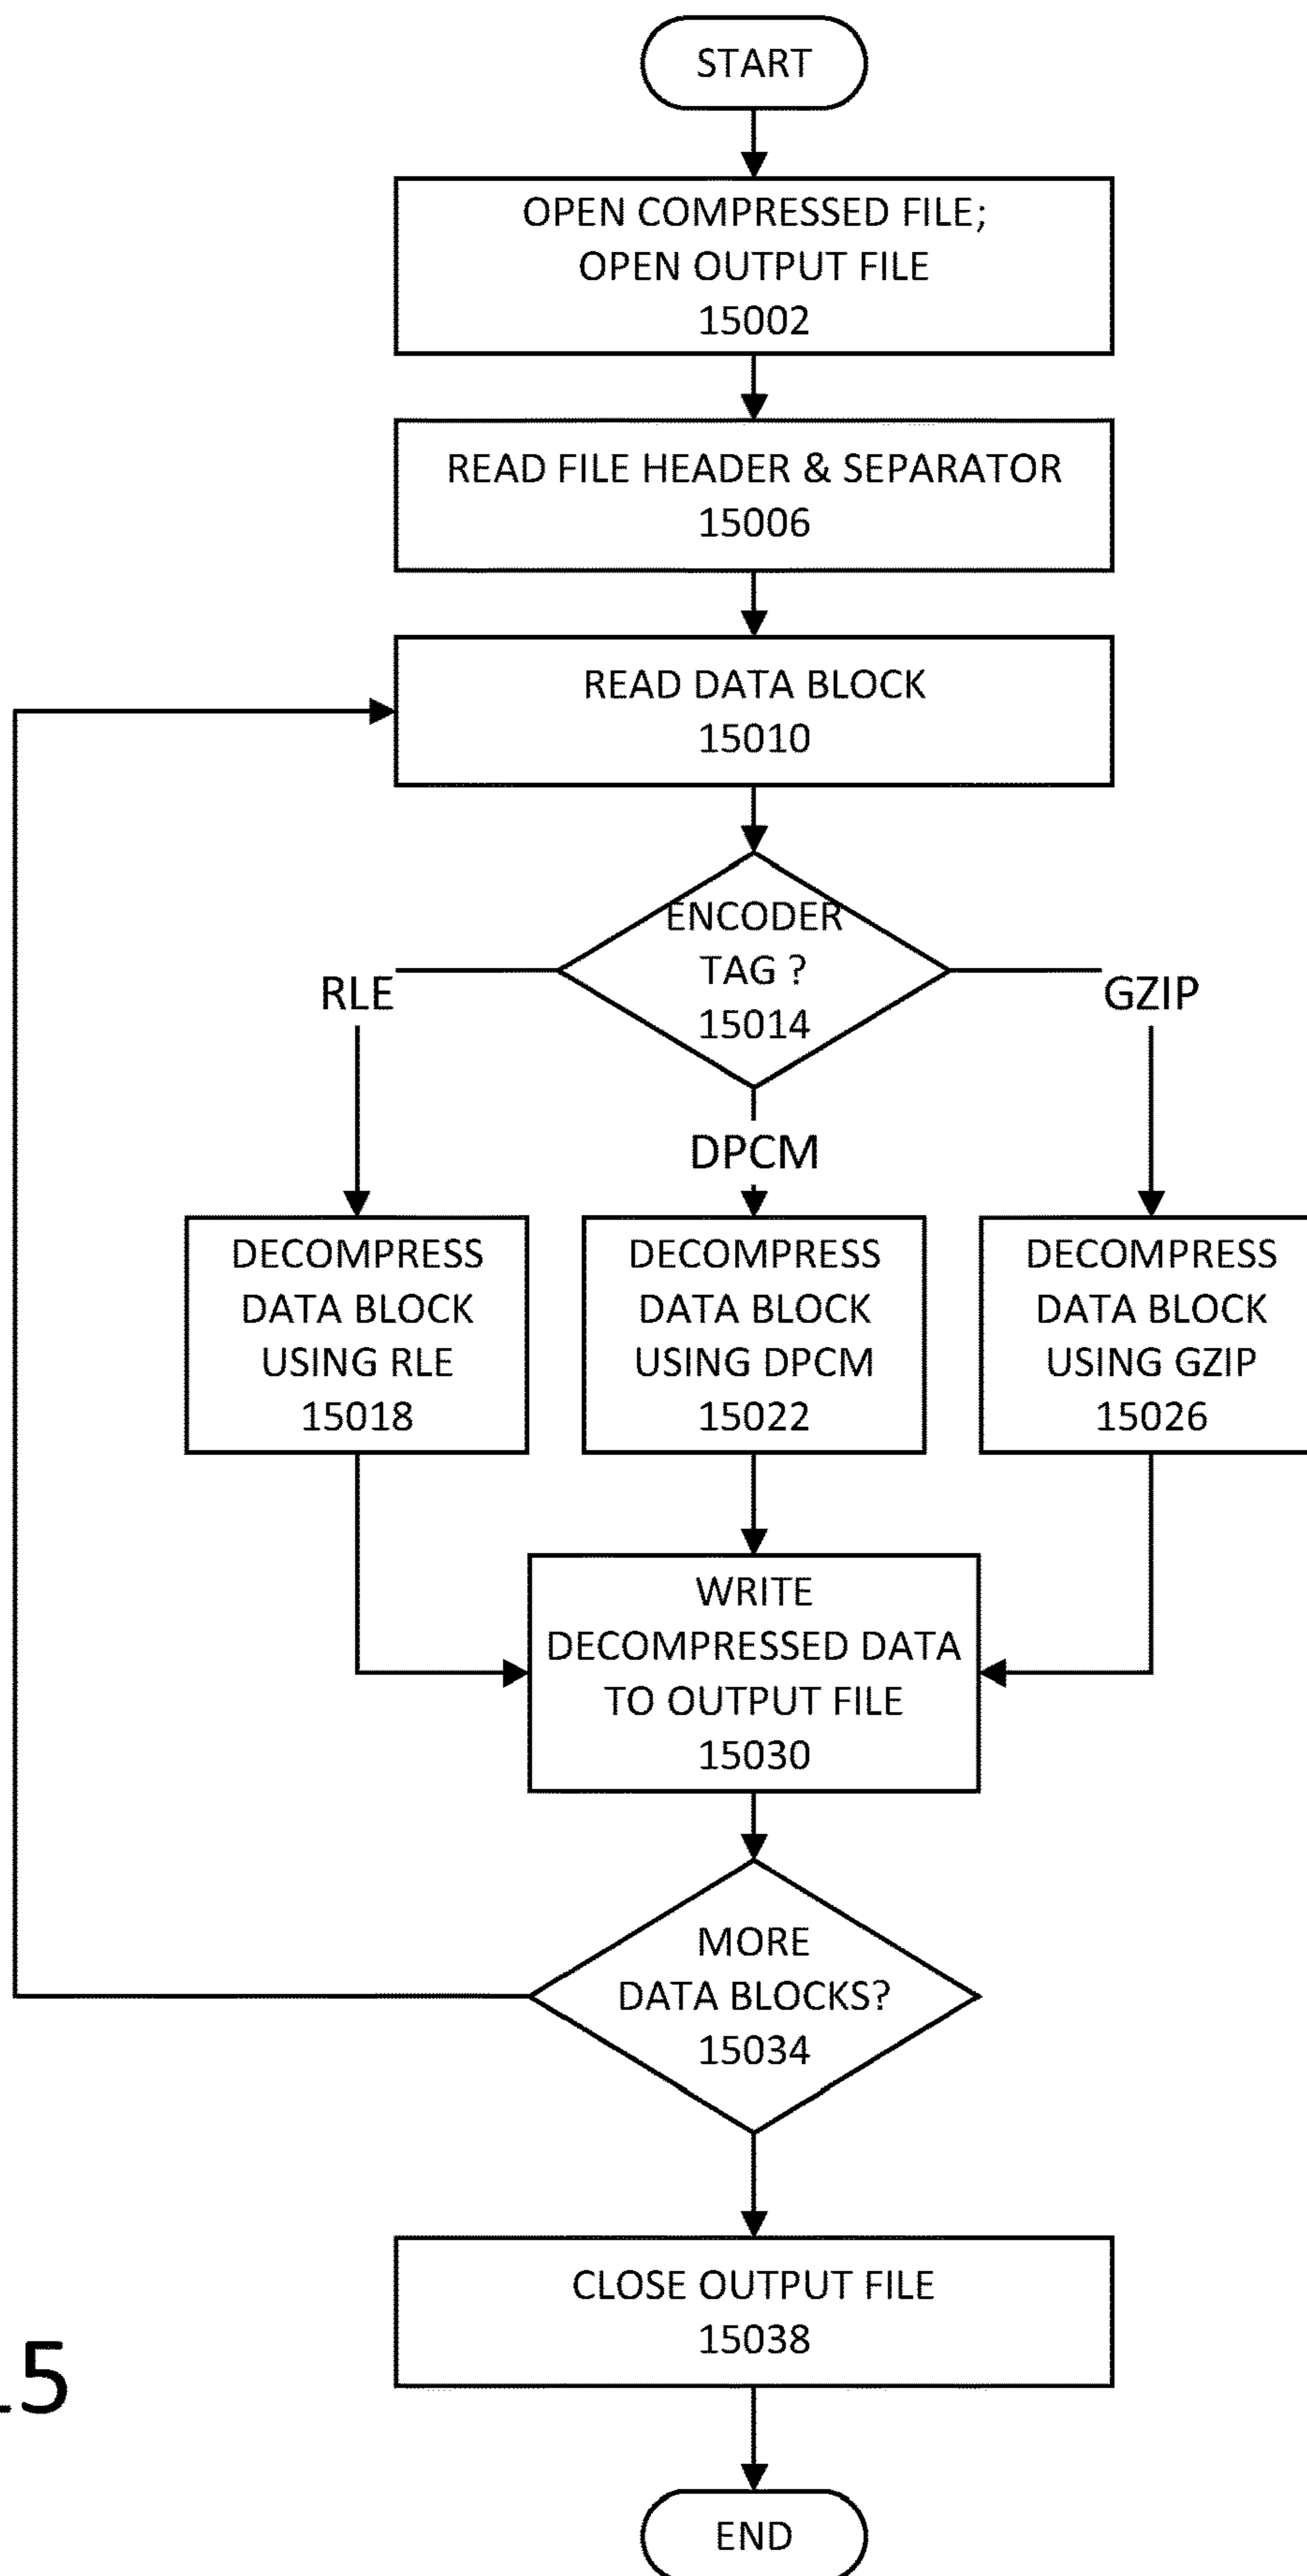 START
OPEN COMPRESSED FILE;
OPEN OUTPUT FILE
15002
READ FILE HEADER & SEPARATOR
15006
READ DATA BLOCK
15010
ENCODER
TAG ?
15014
RLE
GZIP
DPCM
DECOMPRESS
DATA BLOCK
USING RLE
15018
DECOMPRESS
DATA BLOCK
USING DPCM
15022
DECOMPRESS
DATA BLOCK
USING GZIP
15026
WRITE
DECOMPRESSED DATA
TO OUTPUT FILE
15030
MORE
DATA BLOCKS?
15034
CLOSE OUTPUT FILE
15038
END